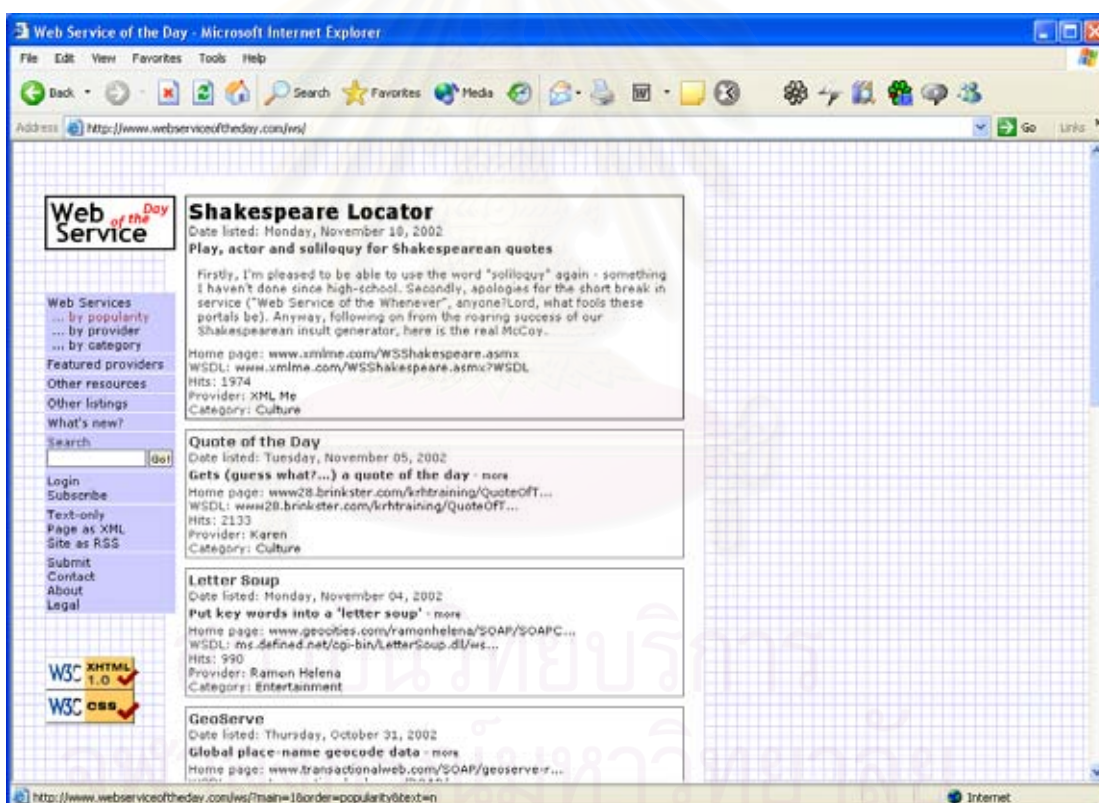 Web Service of the Day - Microsoft Internet Explorer
File Edit View Favorites Tools Help
Back Search Favorites Media
Address http://www.webserviceoftheday.com/ws/ Go Links
Web of the Day
Service
Web Services
... by popularity
... by provider
... by category
Featured providers
Other resources
Other listings
What's new?
Search
Go!
Login
Subscribe
Text-only
Page as XML
Site as RSS
Submit
Contact
About
Legal
W3C XHTML 1.0
W3C CSS
Shakespeare Locator
Date listed: Monday, November 18, 2002
Play, actor and soliloquy for Shakespearean quotes
Firstly, I'm pleased to be able to use the word "soliloquy" again - something
I haven't done since high-school. Secondly, apologies for the short break in
service ("Web Service of the Whenever", anyone?Lord, what fools these
portals be). Anyway, following on from the roaring success of our
Shakespearean insult generator, here is the real McCoy.
Home page: www.xmlme.com/WSShakespeare.asmx
WSDL: www.xmlme.com/WSShakespeare.asmx?WSDL
Hits: 1974
Provider: XML Me
Category: Culture
Quote of the Day
Date listed: Tuesday, November 05, 2002
Gets (guess what?...) a quote of the day - more
Home page: www28.brinkster.com/krhtraining/QuoteOfT...
WSDL: www28.brinkster.com/krhtraining/QuoteOfT...
Hits: 2133
Provider: Karen
Category: Culture
Letter Soup
Date listed: Monday, November 04, 2002
Put key words into a 'letter soup' - more
Home page: www.geocities.com/ramonhelena/SOAP/SOAPC...
WSDL: ms.defined.net/cgi-bin/LetterSoup.dll/ws...
Hits: 990
Provider: Ramon Helena
Category: Entertainment
GeoServe
Date listed: Thursday, October 31, 2002
Global place-name geocode data - more
Home page: www.transactionalweb.com/SOAP/geoserve-r...
http://www.webserviceoftheday.com/ws/?main=1&order=popularity&text=n Internet